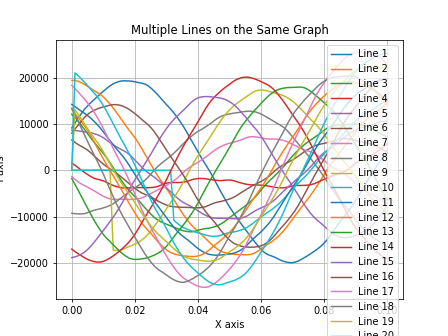 Multiple Lines on the Same Graph
20000
10000
0
−10000
−20000
0.00
0.02
0.04
0.06
X axis
Line 1
Line 2
Line 3
Line 4
Line 5
Line 6
Line 7
Line 8
Line 9
Line 10
Line 11
Line 12
Line 13
Line 14
Line 15
Line 16
Line 17
Line 18
Line 19
Line 20